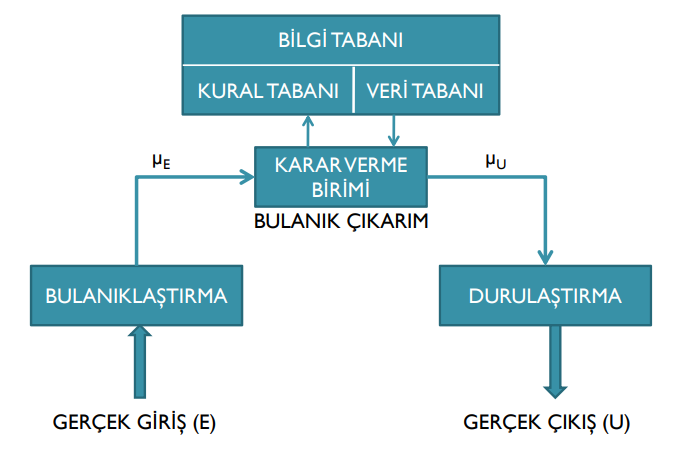 BİLGİ TABANI
KURAL TABANI
VERİ TABANI
μE
KARAR VERME
BİRİMİ
μU
BULANIK ÇIKARIM
BULANIKLAŞTIRMA
DURULAŞTIRMA
GERÇEK GİRİŞ (E)
GERÇEK ÇIKIŞ (U)